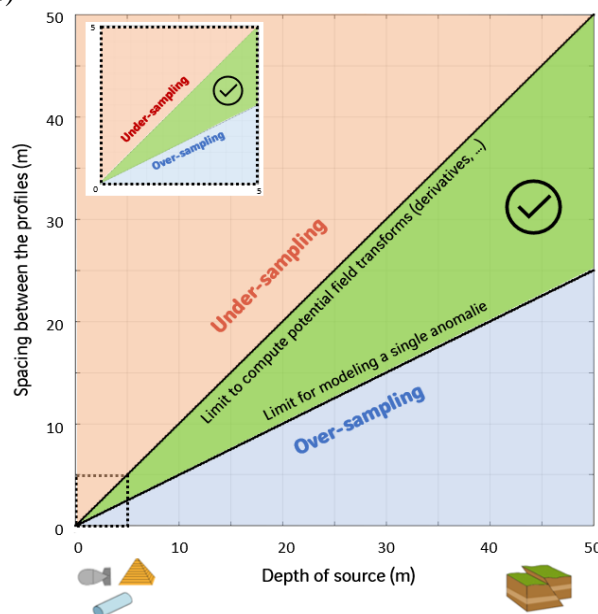 50
40
30
20
10
0
Spacing between the profiles (m)
5
0
5
Under-sampling
Over-sampling
Under-sampling
Limit to compute potential field transforms (derivatives, ...)
Limit for modeling a single anomalie
Over-sampling
0
10
20
30
40
50
Depth of source (m)